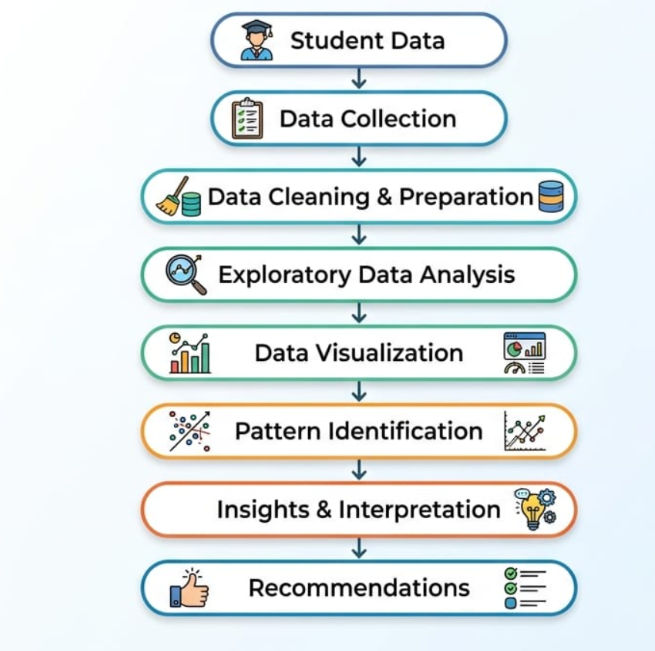 Student Data
Data Collection
Data Cleaning & Preparation
Exploratory Data Analysis
Data Visualization
Pattern Identification
Insights & Interpretation
Recommendations